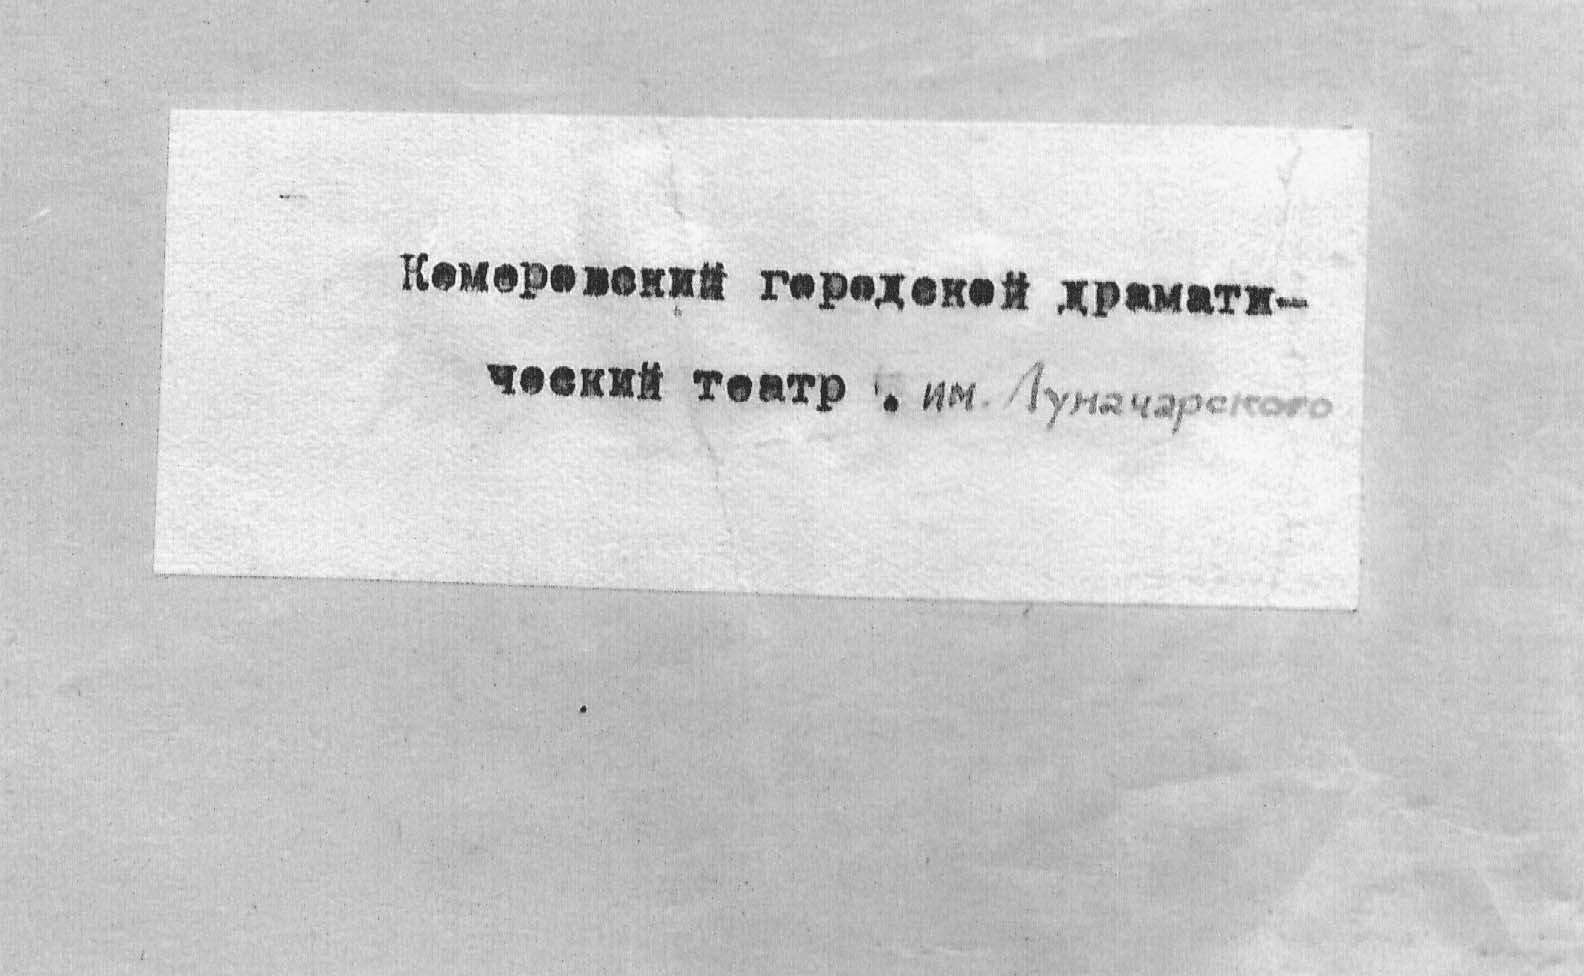 Кемеровский городской драмати-
ческий театр . им. Луначарского